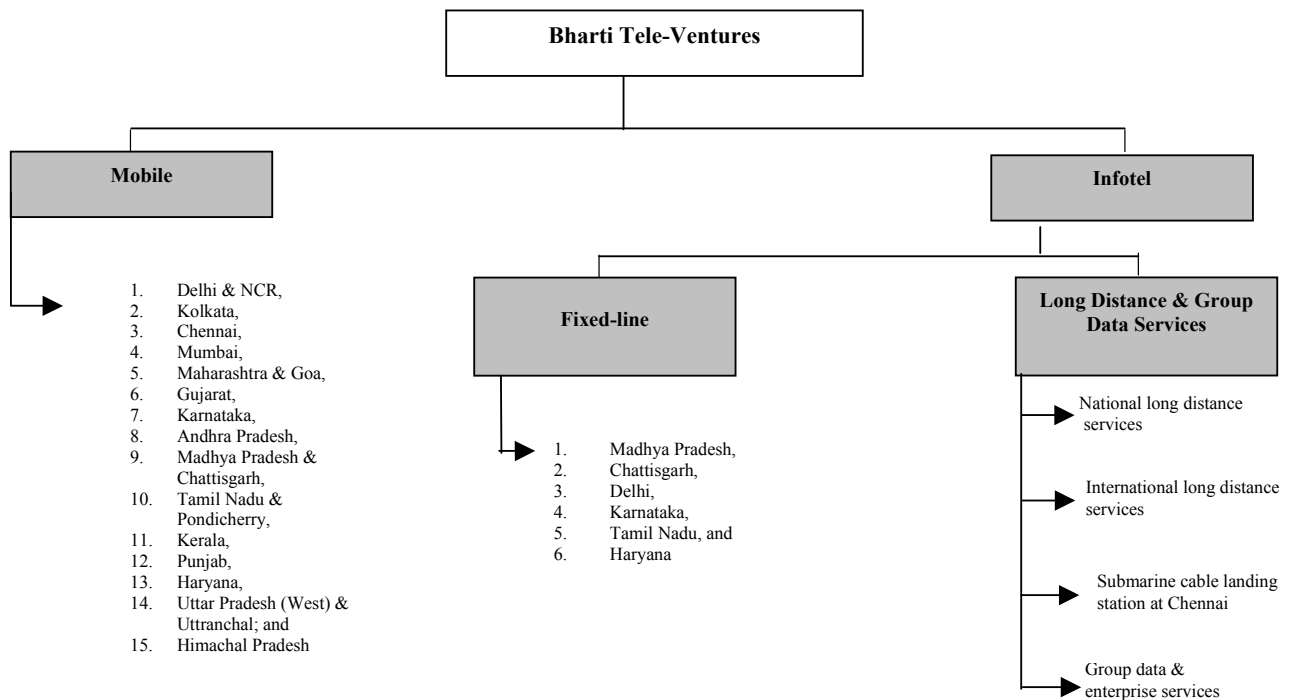 Bharti Tele-Ventures
Mobile
Infotel
1. Delhi & NCR,
2. Kolkata,
3. Chennai,
4. Mumbai,
5. Maharashtra & Goa,
6. Gujarat,
7. Karnataka,
8. Andhra Pradesh,
9. Madhya Pradesh &
Chattisgarh,
10. Tamil Nadu &
Pondicherry,
11. Kerala,
12. Punjab,
13. Haryana,
14. Uttar Pradesh (West) &
Uttranchal; and
15. Himachal Pradesh
Fixed-line
1. Madhya Pradesh,
2. Chattisgarh,
3. Delhi,
4. Karnataka,
5. Tamil Nadu, and
6. Haryana
Long Distance & Group
Data Services
National long distance
services
International long distance
services
Submarine cable landing
station at Chennai
Group data &
enterprise services